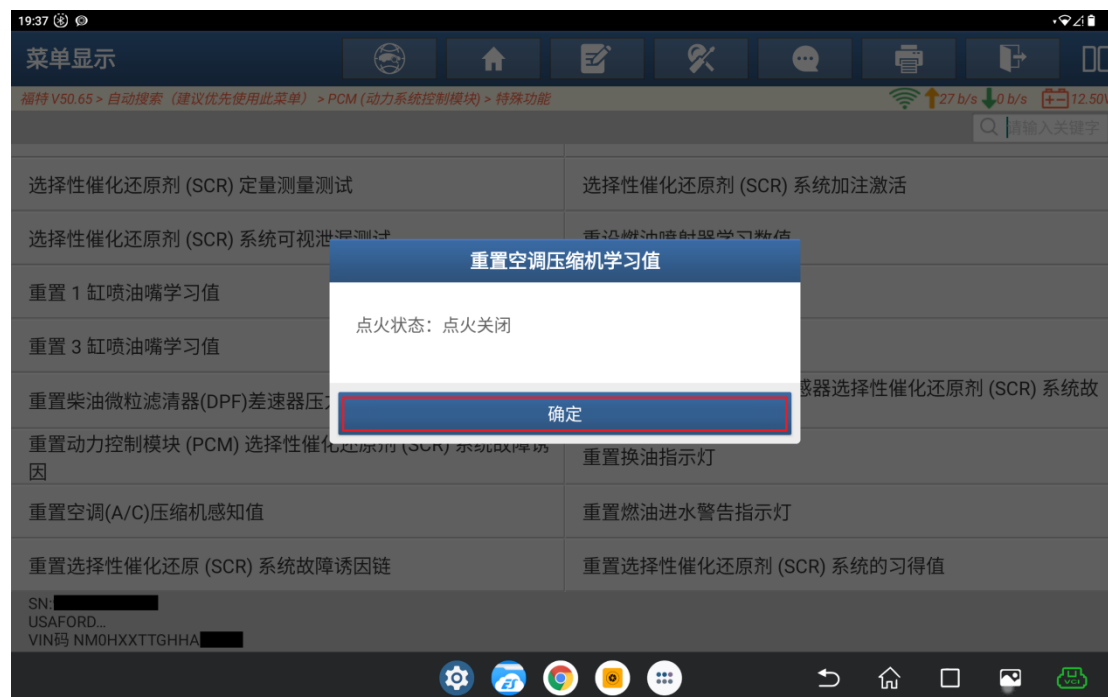 19:37
菜单显示
福特 V50.65 > 自动搜索（建议优先使用此菜单） > PCM (动力系统控制模块) > 特殊功能
27 b/s 0 b/s 12.50V
请输入关键字
选择性催化还原剂 (SCR) 定量测量测试
选择性催化还原剂 (SCR) 系统加注激活
选择性催化还原剂 (SCR) 系统可视泄漏测试
重设燃油喷射器学习数值
重置空调压缩机学习值
重置 1 缸喷油嘴学习值
点火状态：点火关闭
重置 3 缸喷油嘴学习值
重置柴油微粒滤清器(DPF)差速器压
感器选择性催化还原剂 (SCR) 系统故
确定
重置动力控制模块 (PCM) 选择性催化还原剂 (SCR) 系统故障诱
因
重置换油指示灯
重置空调(A/C)压缩机感知值
重置燃油进水警告指示灯
重置选择性催化还原 (SCR) 系统故障诱因链
重置选择性催化还原剂 (SCR) 系统的习得值
SN:
USAFORD...
VIN码 NM0HXXTTGHHA
VCI